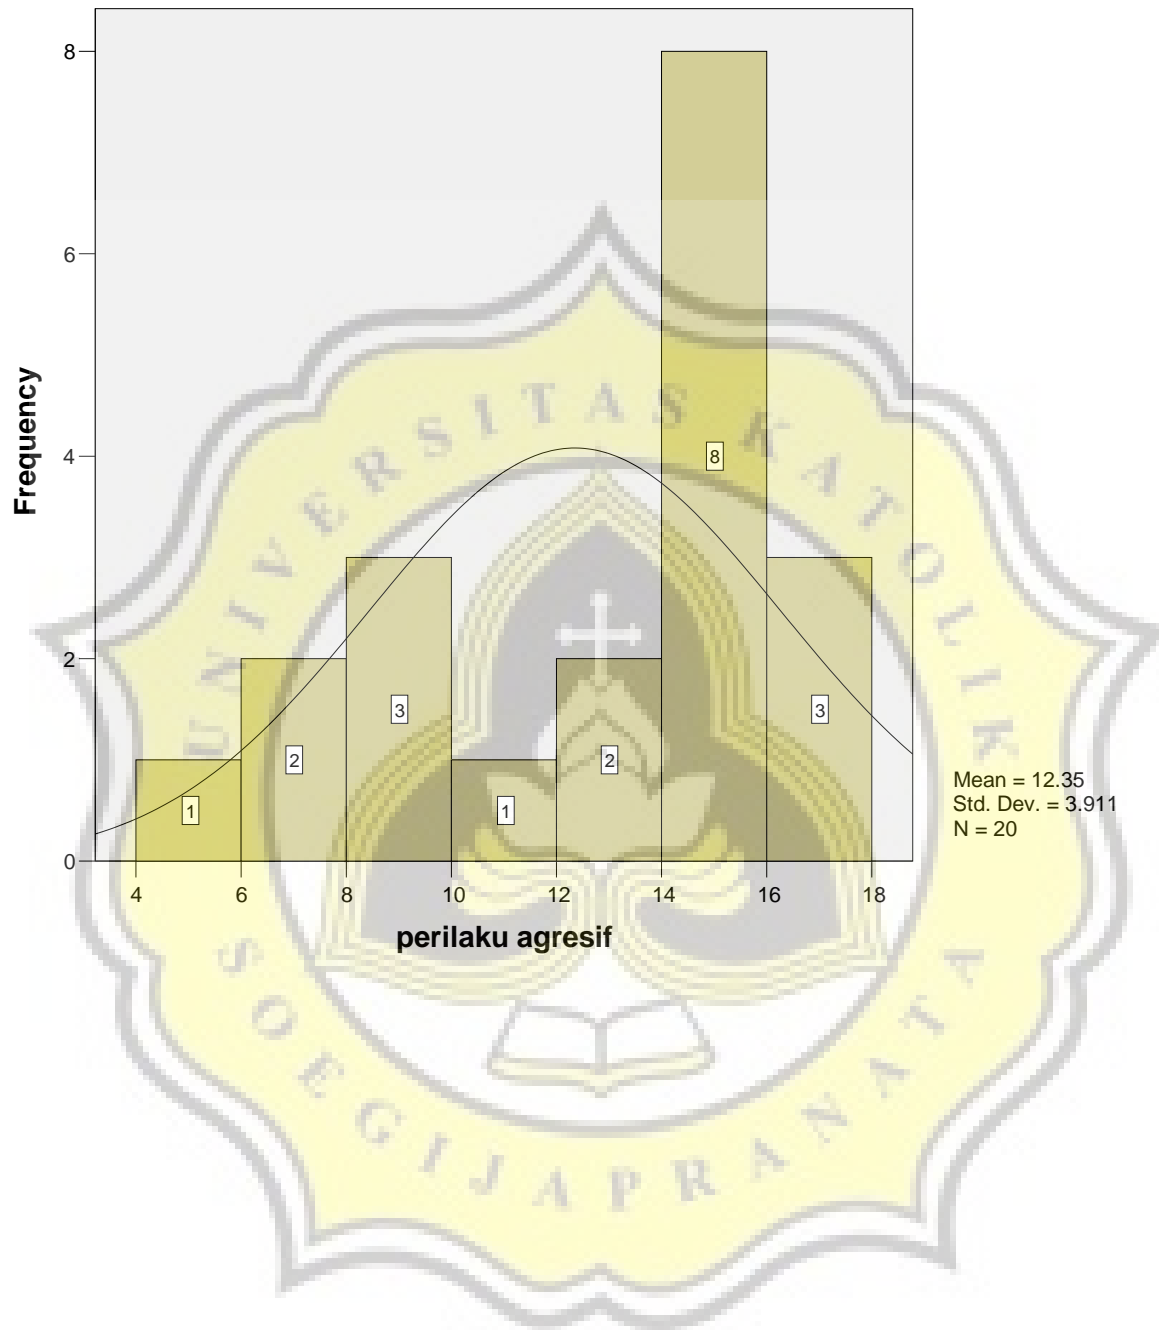 8
6
4
2
0
Frequency
1
2
3
1
2
8
3
4 6 8 10 12 14 16 18
perilaku agresif
Mean = 12.35
Std. Dev. = 3.911
N = 20
UNIVERSITAS KATOLIK
SOEGIJAPRANATA